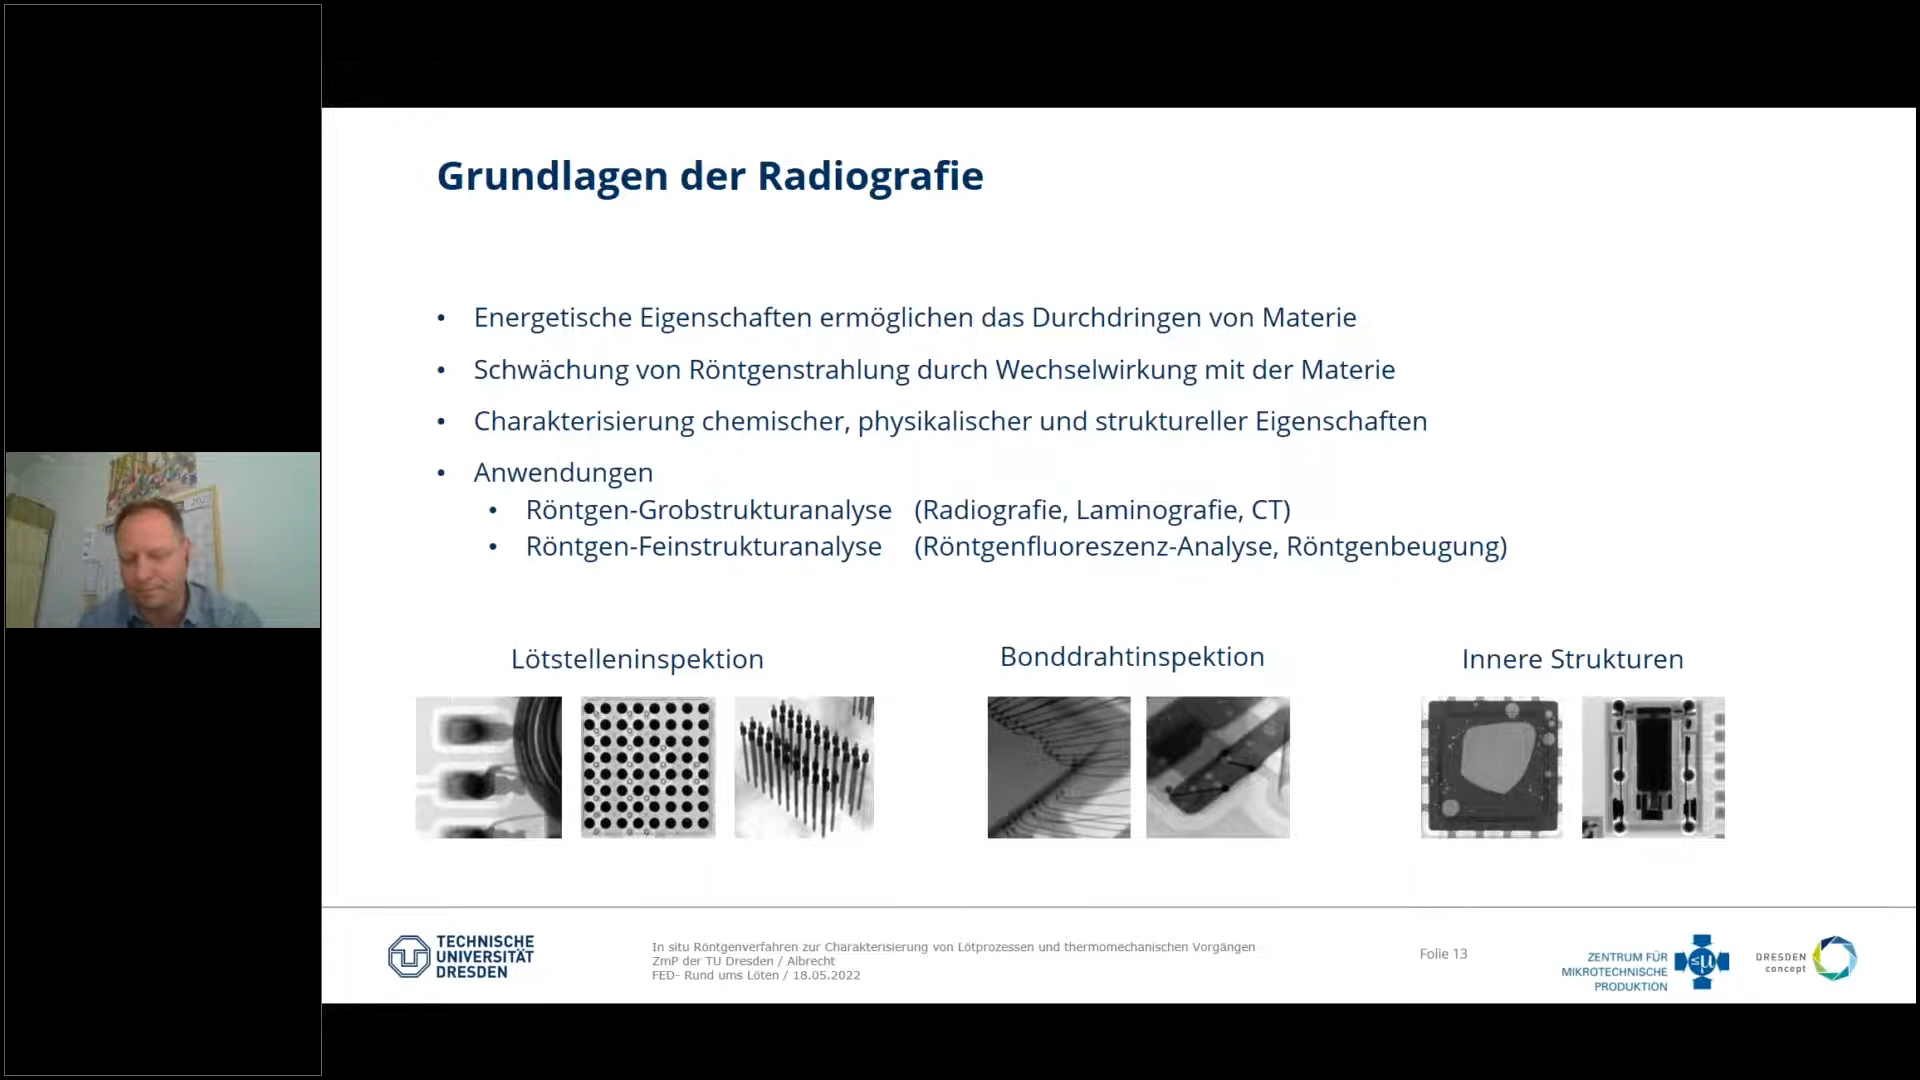 Grundlagen der Radiografie
• Energetische Eigenschaften ermöglichen das Durchdringen von Materie
• Schwächung von Röntgenstrahlung durch Wechselwirkung mit der Materie
• Charakterisierung chemischer, physikalischer und struktureller Eigenschaften
• Anwendungen
• Röntgen-Grobstrukturanalyse (Radiografie, Laminografie, CT)
• Röntgen-Feinstrukturanalyse (Röntgenfluoreszenz-Analyse, Röntgenbeugung)
Lötstelleninspektion
Bonddrahtinspektion
Innere Strukturen
TECHNISCHE
UNIVERSITÄT
DRESDEN
In situ Röntgenverfahren zur Charakterisierung von Lötprozessen und thermomechanischen Vorgängen
ZmP der TU Dresden / Albrecht
FED- Rund ums Löten / 18.05.2022
Folie 13
ZENTRUM FÜR
MIKROTECHNISCHE
PRODUKTION
≤µ
DRESDEN
concept